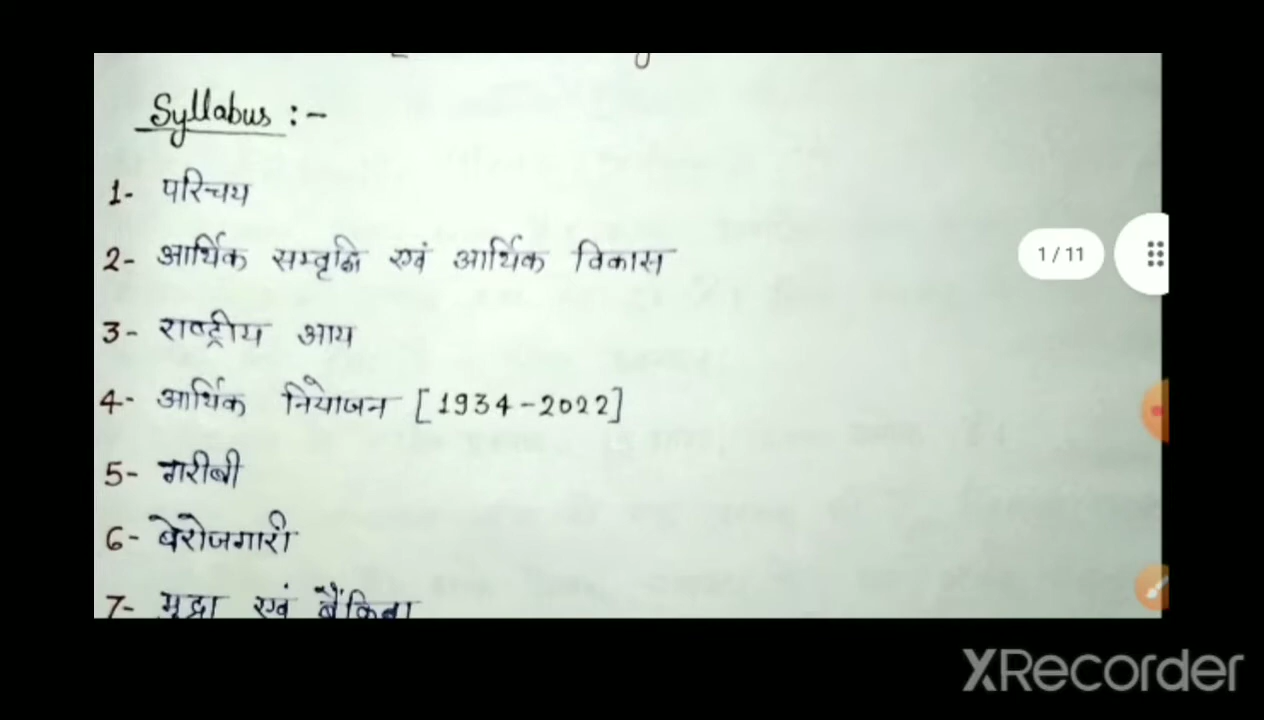 Syllabus :-
1- परिचय
2- आर्थिक सम्वृद्धि एवं आर्थिक विकास
1 / 11
3- राष्ट्रीय आय
4- आर्थिक नियोजन [1934-2022]
5- गरीबी
6- बेरोजगारी
7- मुद्रा एवं बैंकिंग
XRecorder